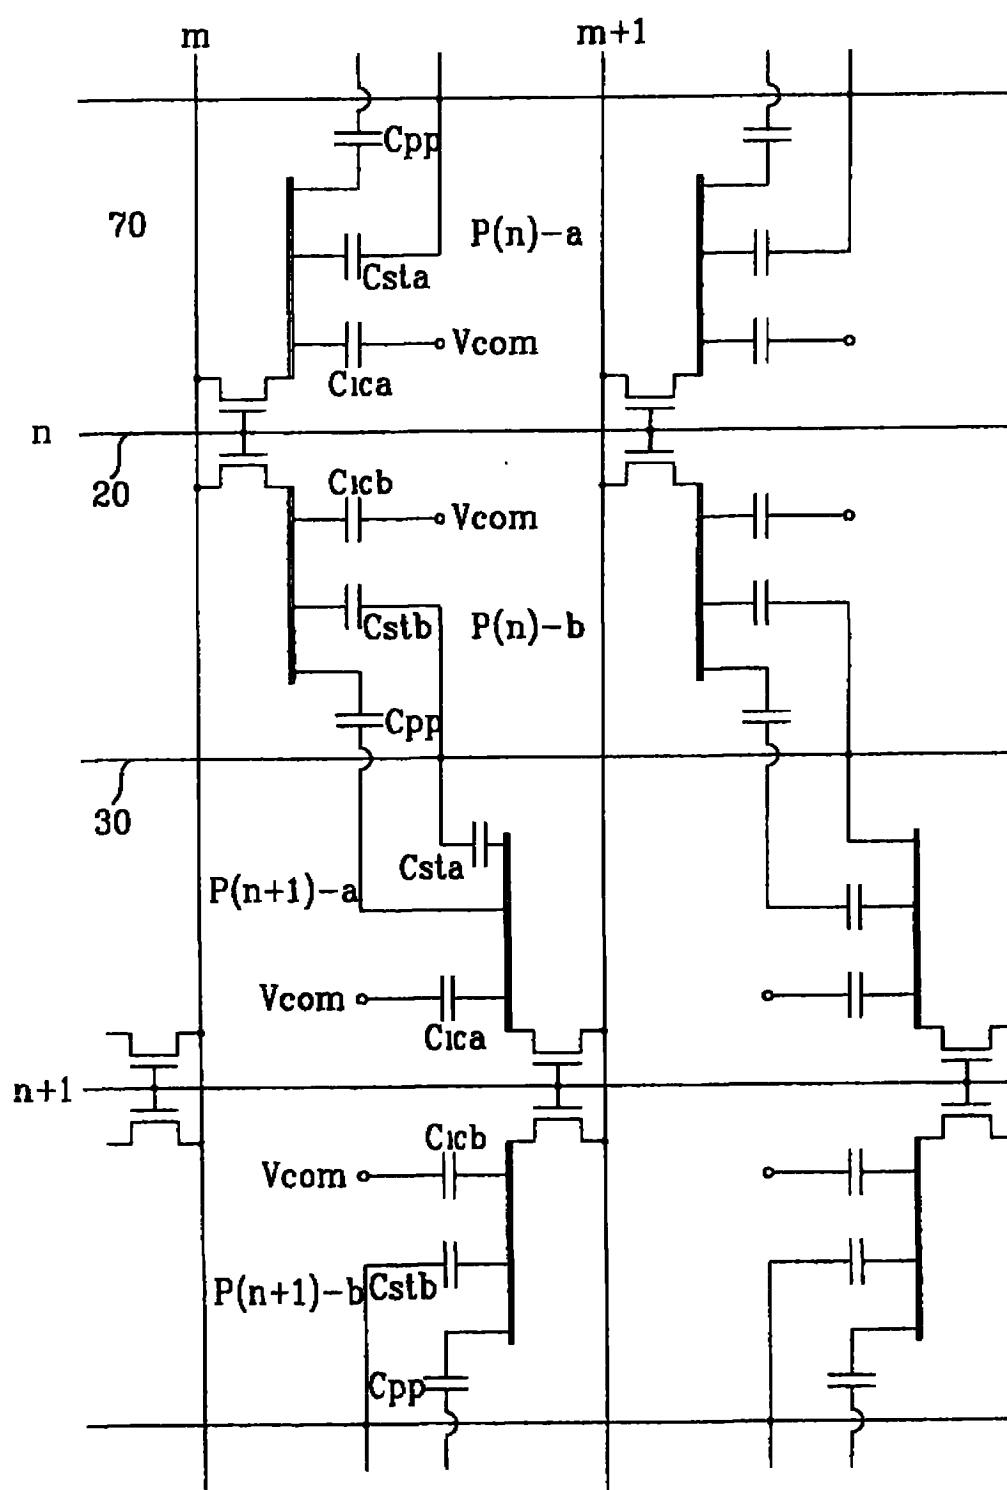 m
m+1
Cpp
70
P(n)-a
Csta
Vcom
Clca
n
20
Clcb
Vcom
Cstb
P(n)-b
Cpp
30
Csta
P(n+1)-a
Vcom
Clca
n+1
Clcb
Vcom
P(n+1)-b
Cstb
Cpp